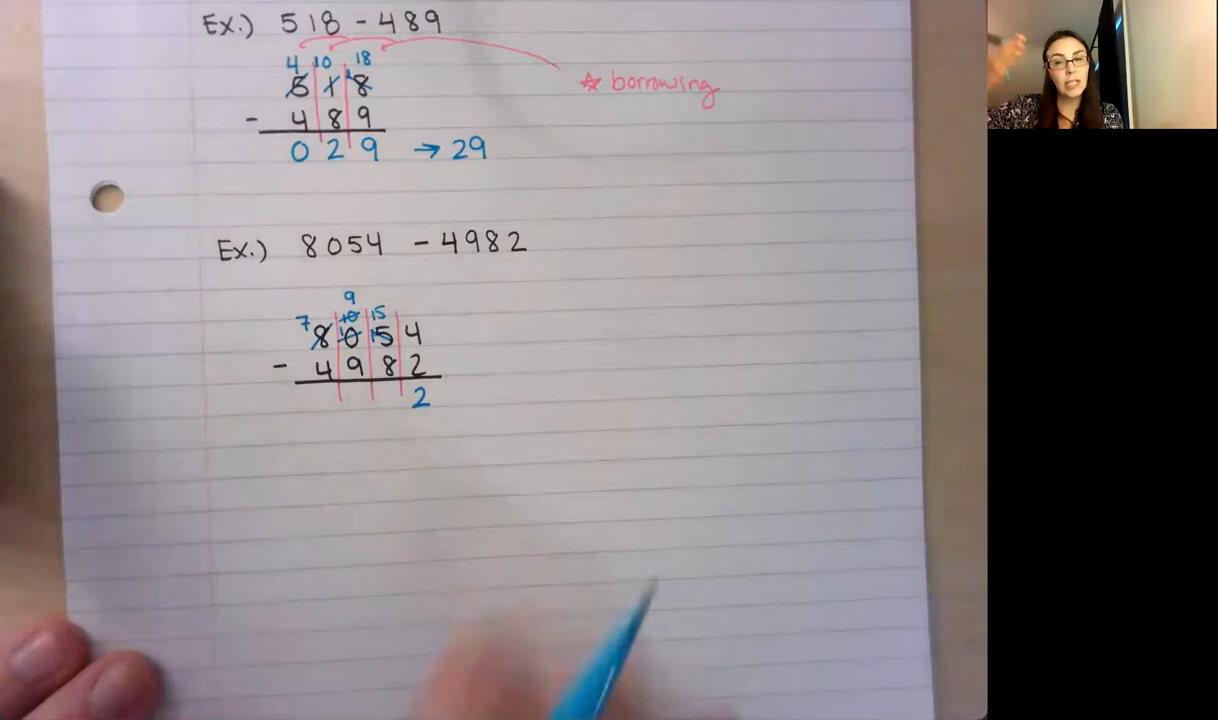 Ex.) 518 - 489
4 10 18
5 1 8 ☆ borrowing
- 4 8 9
0 2 9 → 29
Ex.) 8054 - 4982
9
7 10 15
8 0 5 4
- 4 9 8 2
2